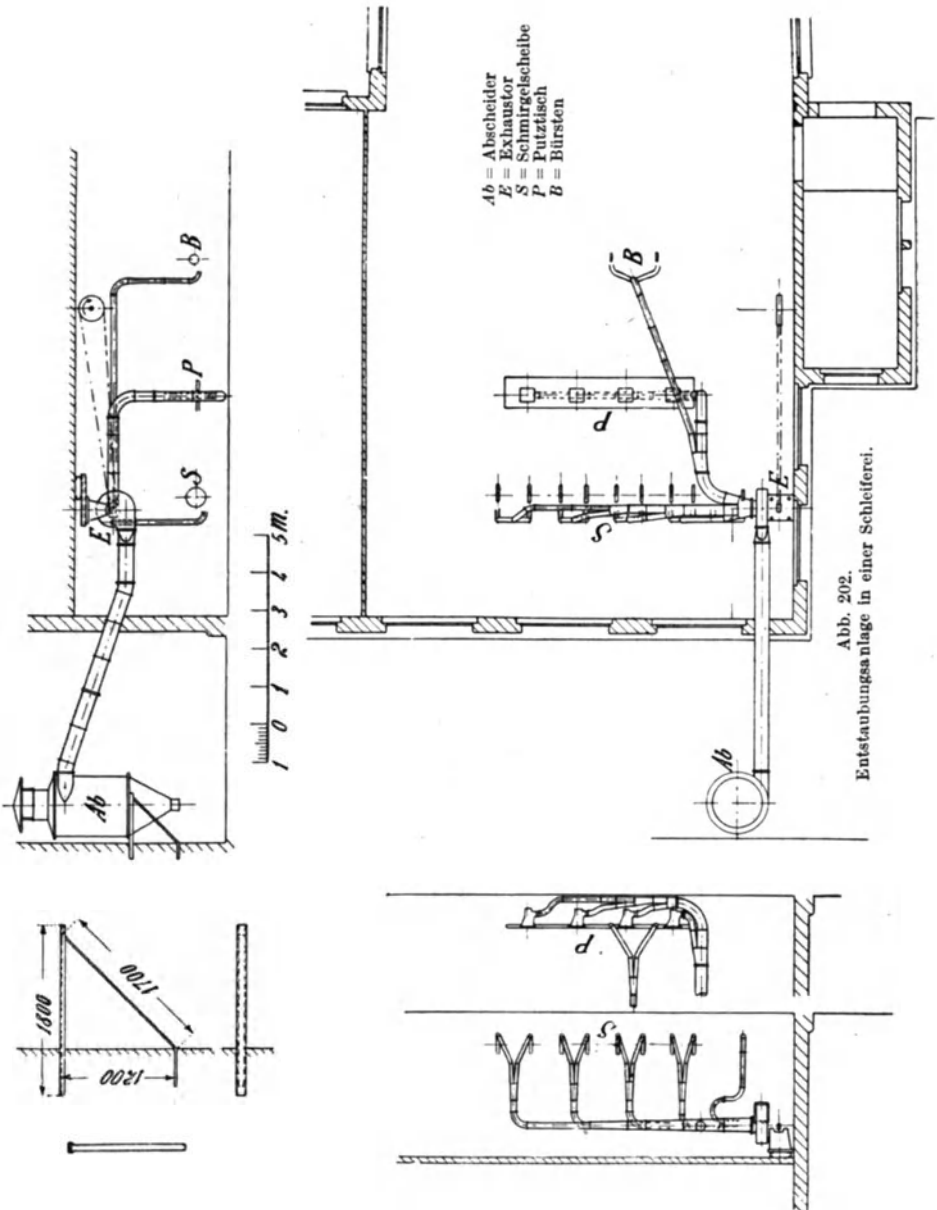 1800
1700
1200
Ab
E
S
P
B
1 0 1 2 3 4 5 m.
Ab = Abscheider
E = Exhaustor
S = Schmirgelscheibe
P = Putztisch
B = Bürsten
S
P
B
E
Ab
S
P
Abb. 202.
Entstaubungsanlage in einer Schleiferei.